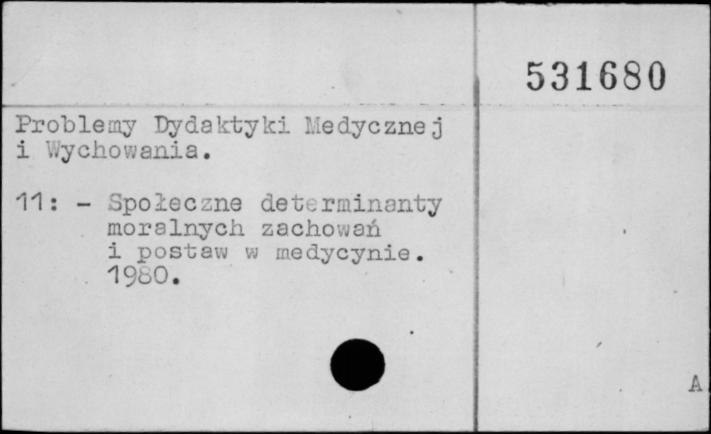 531680
Problemy Dydaktyki Medycznej
i Wychowania.
11: - Społeczne determinanty
moralnych zachowań
i postaw w medycynie.
1980.
A